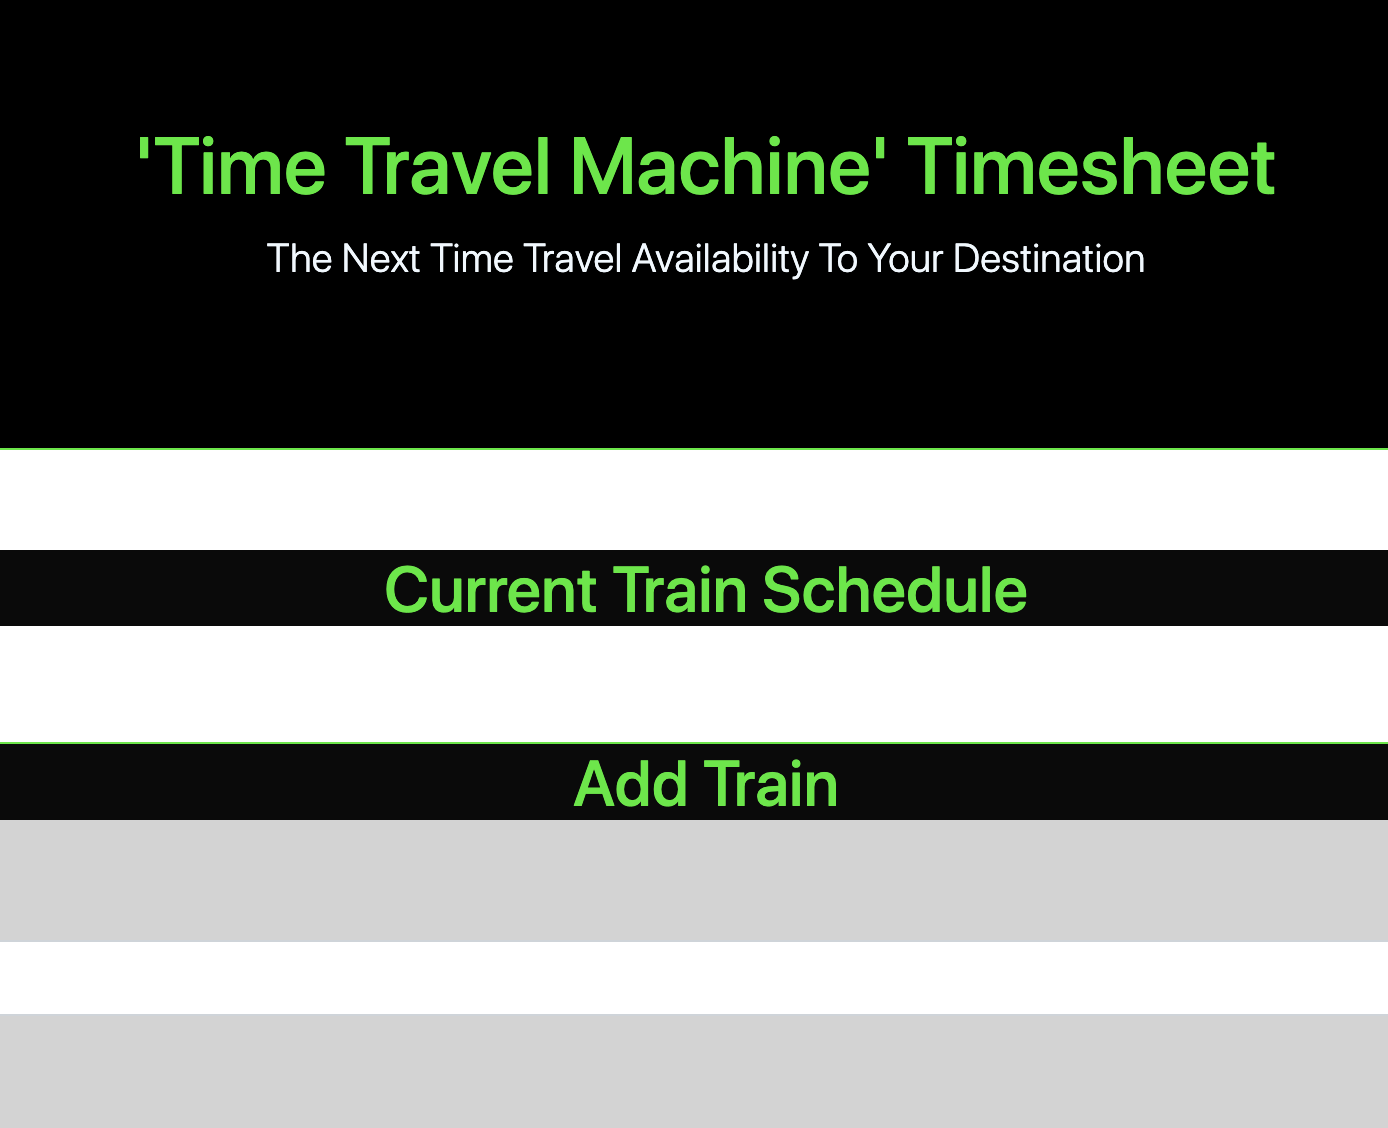 'Time Travel Machine' Timesheet
The Next Time Travel Availability To Your Destination
Current Train Schedule
Add Train